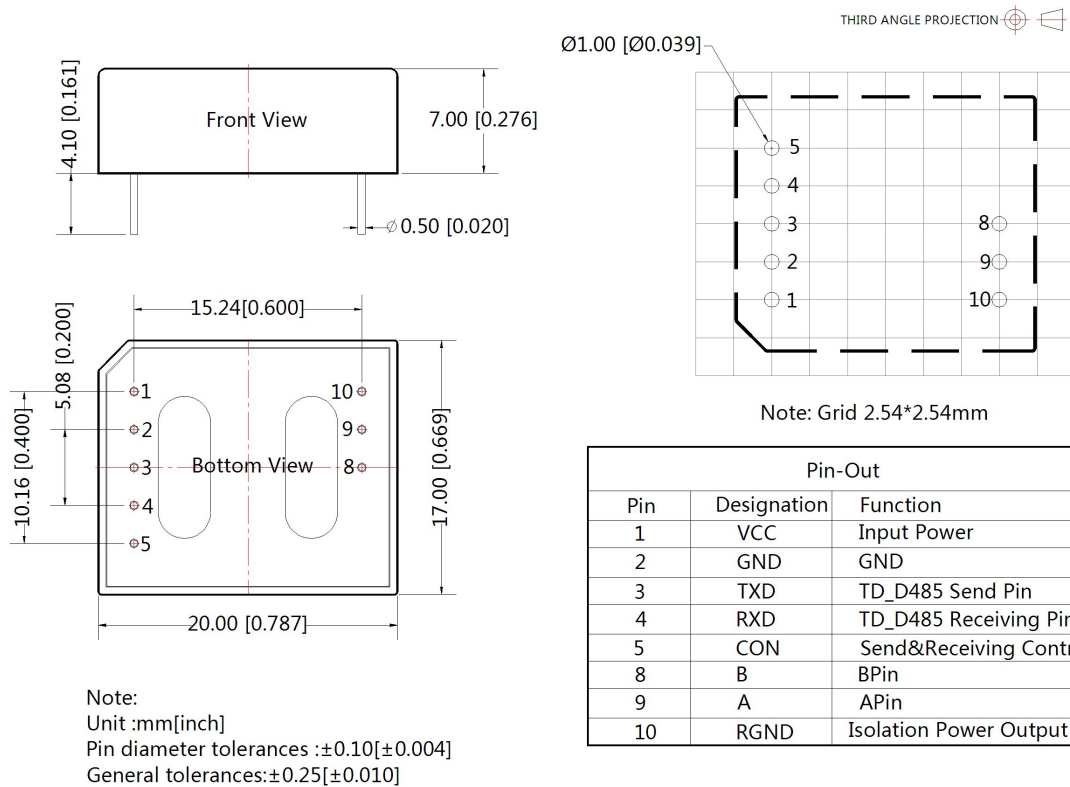 THIRD ANGLE PROJECTION
Ø1.00 [Ø0.039]
4.10 [0.161]
Front View
7.00 [0.276]
Ø 0.50 [0.020]
5
4
3
2
1
8
9
10
Note: Grid 2.54*2.54mm
15.24[0.600]
5.08 [0.200]
10.16 [0.400]
1
2
3
4
5
10
9
8
Bottom View
17.00 [0.669]
20.00 [0.787]
Note:
Unit :mm[inch]
Pin diameter tolerances :±0.10[±0.004]
General tolerances:±0.25[±0.010]
Pin-Out
Pin Designation Function
1 VCC Input Power
2 GND GND
3 TXD TD_D485 Send Pin
4 RXD TD_D485 Receiving Pin
5 CON Send&Receiving Contr
8 B BPin
9 A APin
10 RGND Isolation Power Output